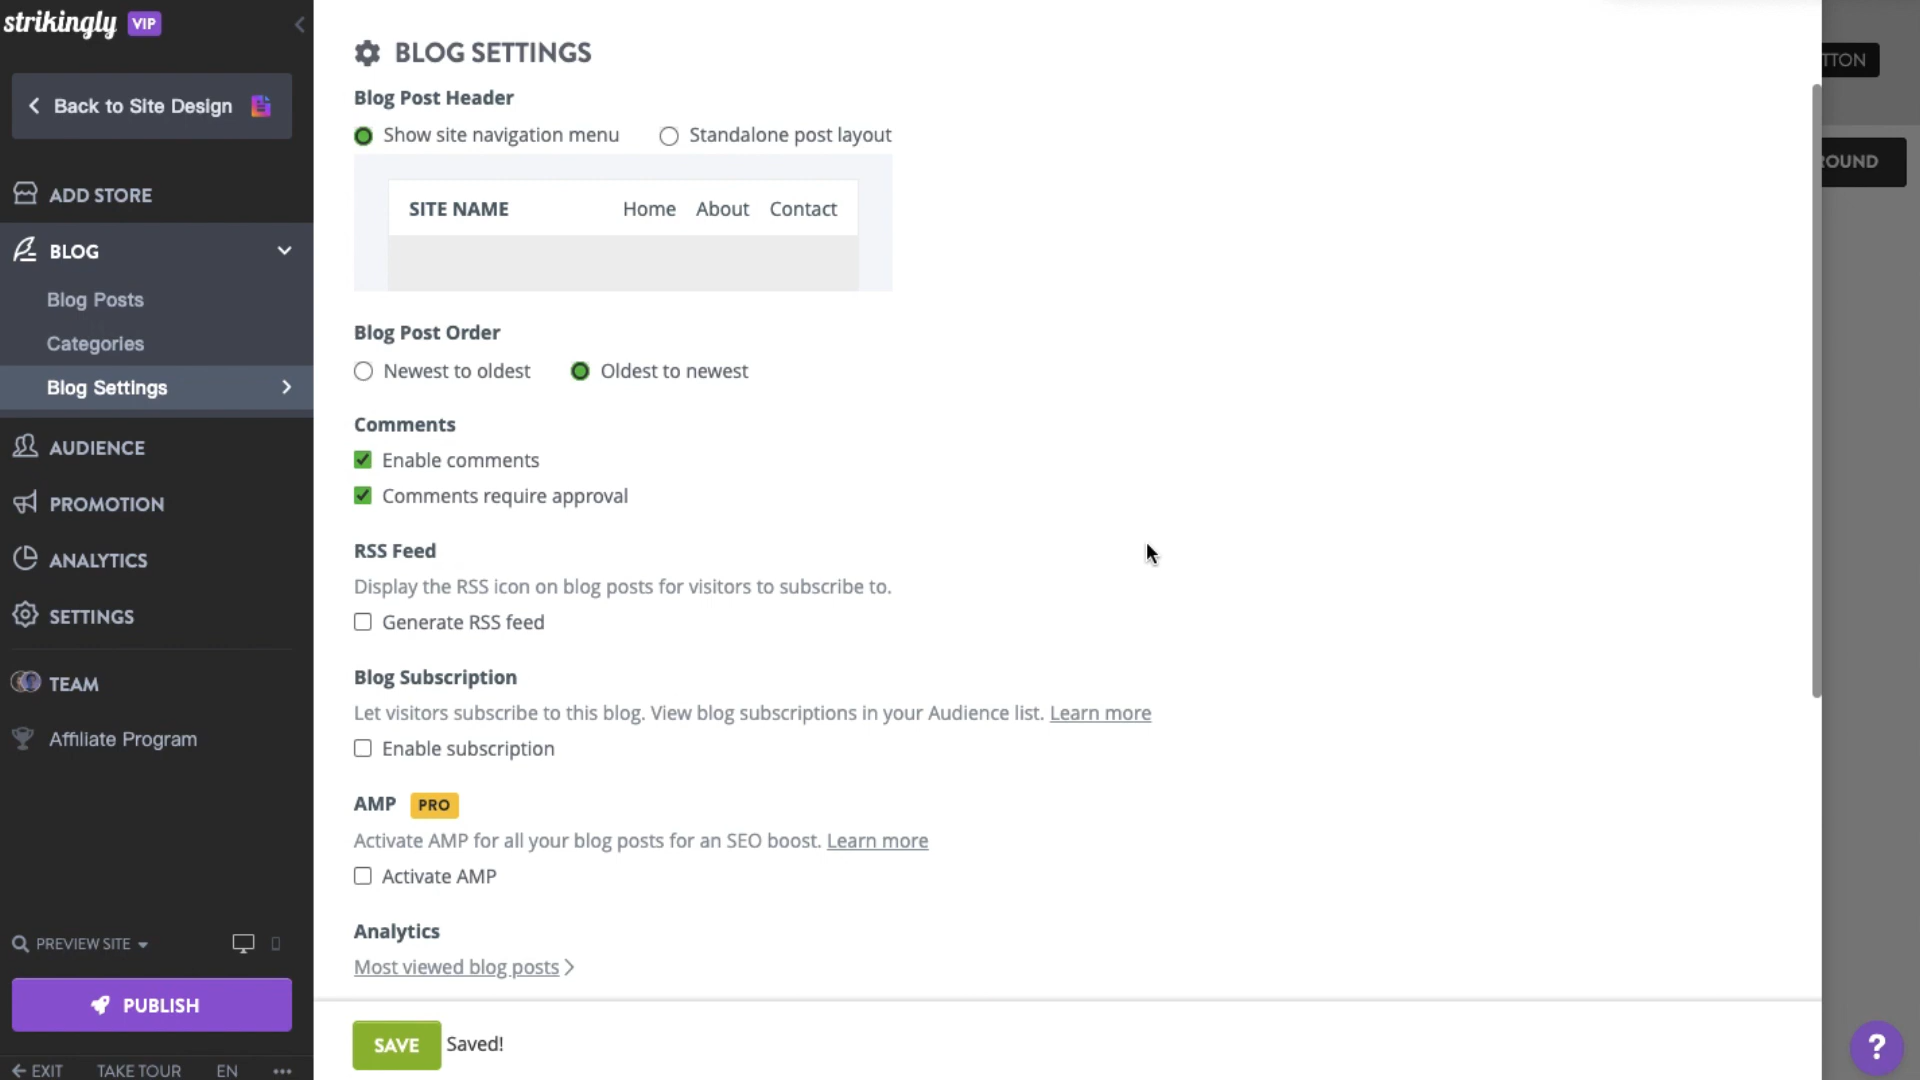 strikingly VIP
Back to Site Design
ADD STORE
BLOG
Blog Posts
Categories
Blog Settings
AUDIENCE
PROMOTION
ANALYTICS
SETTINGS
TEAM
Affiliate Program
PREVIEW SITE
PUBLISH
EXIT TAKE TOUR EN •••
BLOG SETTINGS
Blog Post Header
Show site navigation menu Standalone post layout
SITE NAME Home About Contact
Blog Post Order
Newest to oldest Oldest to newest
Comments
Enable comments
Comments require approval
RSS Feed
Display the RSS icon on blog posts for visitors to subscribe to.
Generate RSS feed
Blog Subscription
Let visitors subscribe to this blog. View blog subscriptions in your Audience list. Learn more
Enable subscription
AMP PRO
Activate AMP for all your blog posts for an SEO boost. Learn more
Activate AMP
Analytics
Most viewed blog posts
SAVE Saved!
TTON
ROUND
?